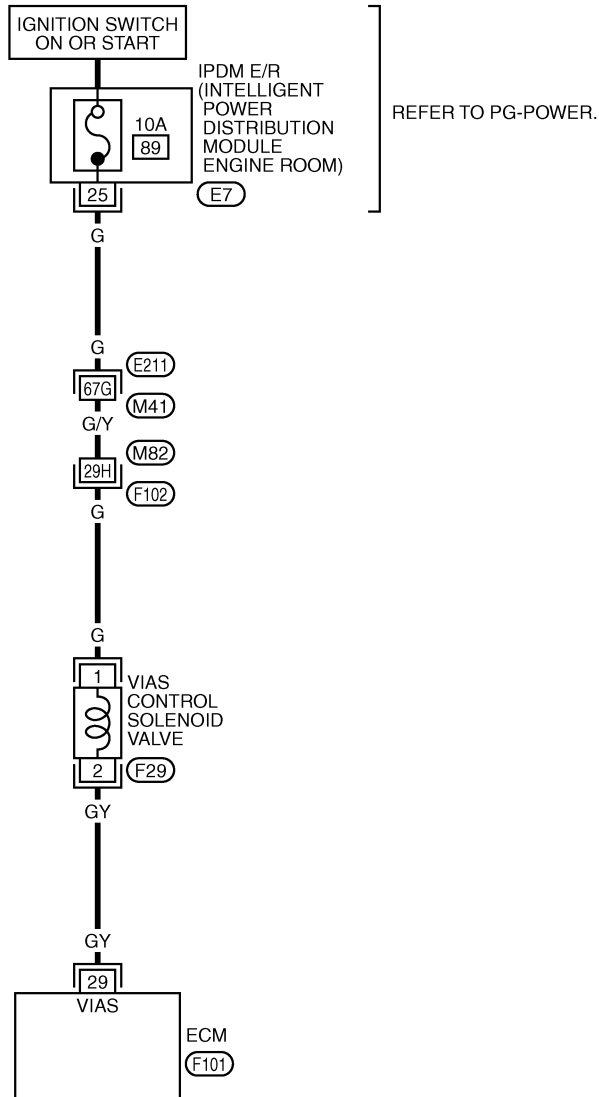 IGNITION SWITCH
ON OR START
IPDM E/R
(INTELLIGENT
POWER
DISTRIBUTION
MODULE
ENGINE ROOM)
REFER TO PG-POWER.
10A
89
25
E7
G
G
E211
67G
M41
G/Y
M82
29H
F102
G
G
1
VIAS
CONTROL
SOLENOID
VALVE
2
F29
GY
GY
29
VIAS
ECM
F101